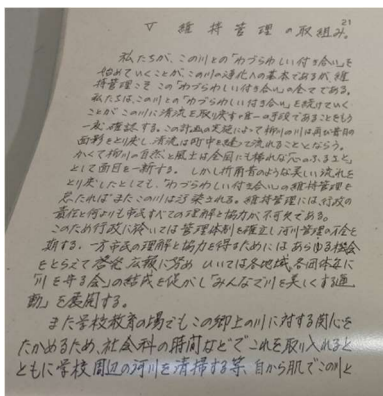 21
▽ 維持管理の取組み。
私たちが、この川との「わづらわしい付き合い」を
始めていくことが、この川の浄化への基本であるが、維
持管理こそこの「わづらわしい付き合い」の全てである。
私たちは、この川との「わづらわしい付き合い」を続けていく
ことが、この川に清流を取り戻す唯一の手段であることをもう
一度確認する。この計画の実施によって柳川の川は再び昔日の
面影をとり戻し、清流は町中を縫って流れることとなろう。
かくて柳川の自然と風土は全国にも稀れな「心のふるさと」と
して面目を一新する。しかし折角昔のような美しい流れを
とり戻したとしても、「わづらわしい付き合い」の維持管理を
怠たれば またこの川は汚染される。維持管理には、行政の
責任と何よりも市民すべての理解と協力が不可欠である。
このため行政に於いては管理体制を確立し河川管理の万全を
期する。一方市民の理解と協力を得るためには あらゆる機会
をとらえて啓発、広報に努め ひいては各地域、各団体毎に
「川を守る会」の結成を促がし「みんなで川を美しくする運
動」を展開する。
また学校教育の場でもこの郷土の川に対する関心を
たかめるため、社会科の時間などでこれを取り入れると
ともに学校周辺の河川を清掃する等、自から肌でこの川と